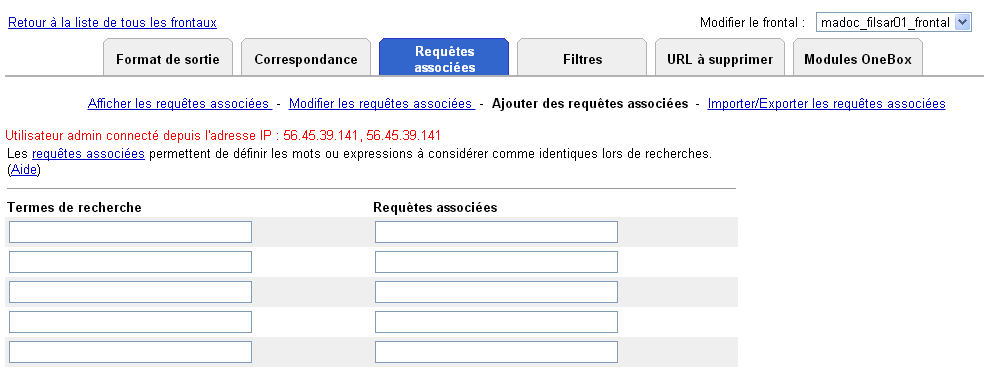 Retour à la liste de tous les frontaux Modifier le frontal : madoc_filsar01_frontal
Format de sortie Correspondance Requêtes associées Filtres URL à supprimer Modules OneBox
Afficher les requêtes associées - Modifier les requêtes associées - Ajouter des requêtes associées - Importer/Exporter les requêtes associées
Utilisateur admin connecté depuis l'adresse IP : 56.45.39.141, 56.45.39.141
Les requêtes associées permettent de définir les mots ou expressions à considérer comme identiques lors de recherches.
(Aide)
Termes de recherche Requêtes associées